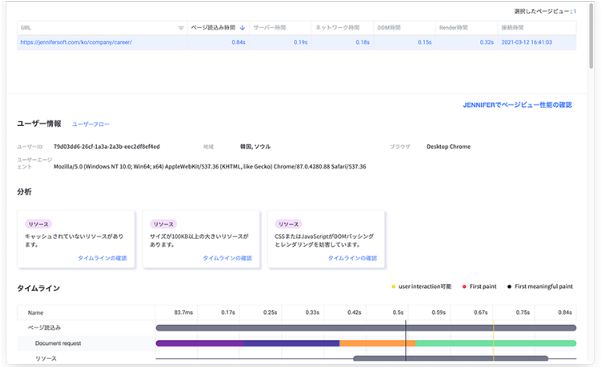 選択したページビュー : 1
URL ページ読込み時間 サーバー時間 ネットワーク時間 DOM時間 Render時間 接続時間
https://jennifersoft.com/ko/company/career/ 0.84s 0.19s 0.18s 0.15s 0.32s 2021-03-12 16:41:03
JENNIFERでページビュー性能の確認
ユーザー情報 ユーザーフロー
ユーザーID 79d03dd6-26cf-1a3a-2a3b-eec2df8ef4ed 地域 韓国, ソウル ブラウザ Desktop Chrome
ユーザーエージ
ェント Mozilla/5.0 (Windows NT 10.0; Win64; x64) AppleWebKit/537.36 (KHTML, like Gecko) Chrome/87.0.4280.88 Safari/537.36
分析
リソース リソース リソース
キャッシュされていないリソースがあり サイズが100KB以上の大きいリソースが CSSまたはJavaScriptがDOMパッシング
ます。 あります。 とレンダリングを妨害しています。
タイムラインの確認 タイムラインの確認 タイムラインの確認
タイムライン user interaction可能 First paint First meaningful paint
Name 83.7ms 0.17s 0.25s 0.33s 0.42s 0.5s 0.59s 0.67s 0.75s 0.84s
ページ読込み
Document request
リソース